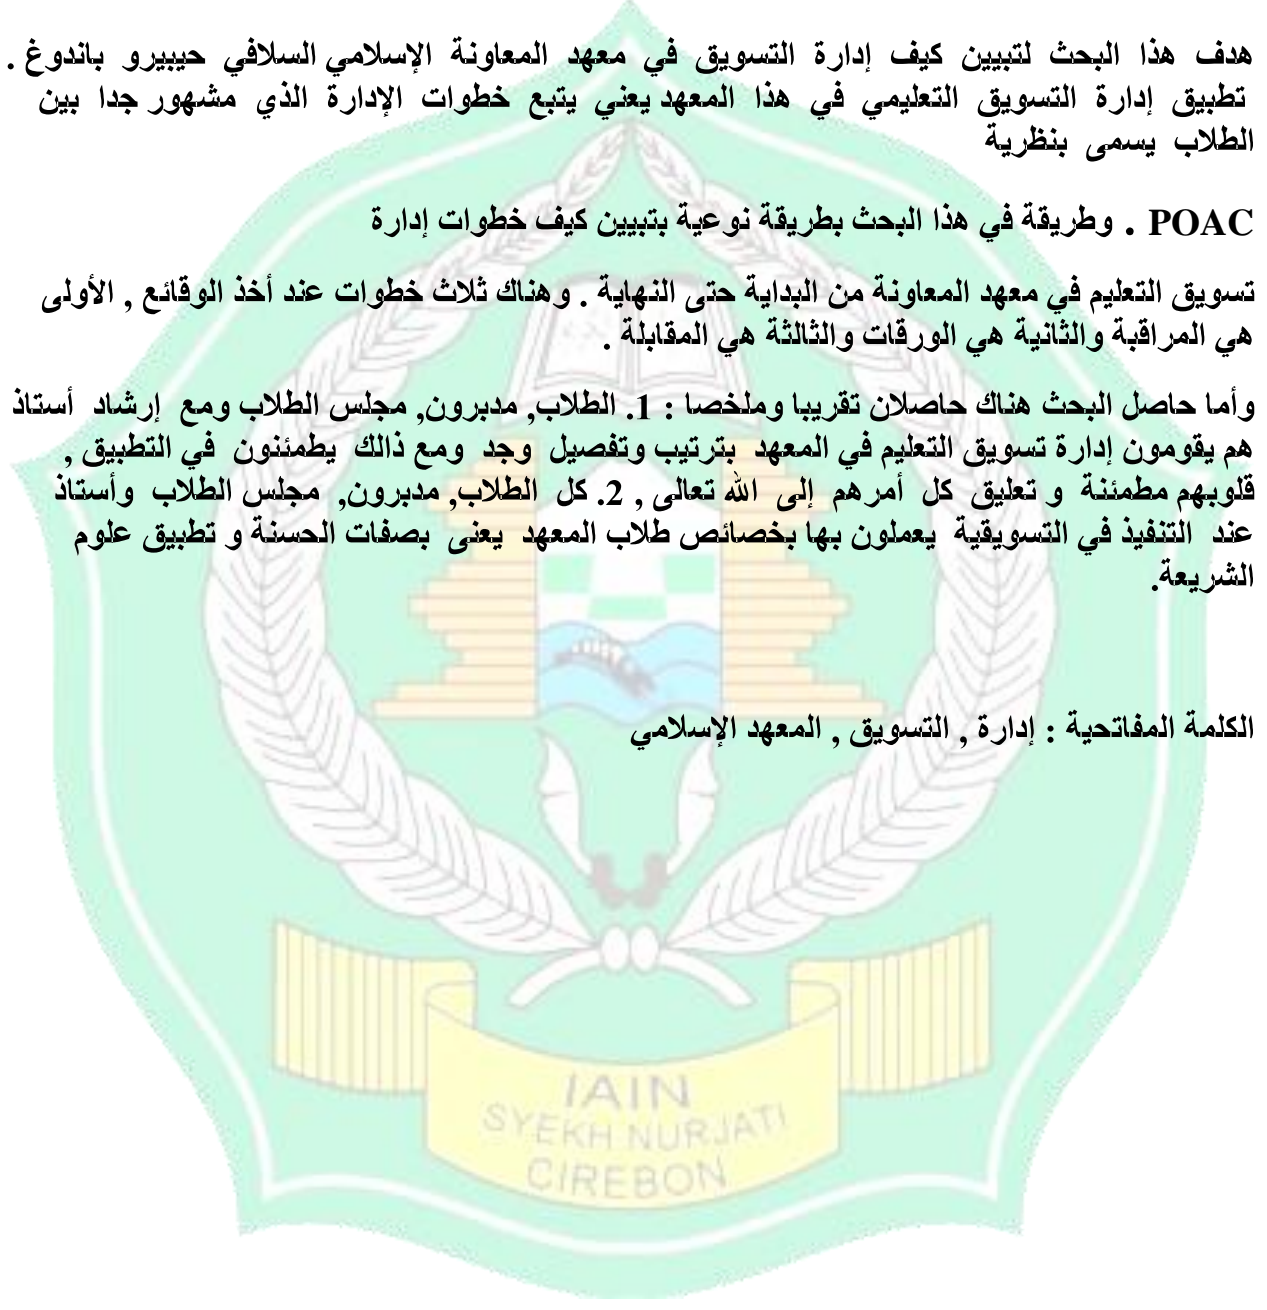 هدف هذا البحث لتبيين كيف إدارة التسويق في معهد المعاونة الإسلامي السلافي حيبيرو باندوغ .
تطبيق إدارة التسويق التعليمي في هذا المعهد يعني يتبع خطوات الإدارة الذي مشهور جدا بين
الطلاب يسمى بنظرية
POAC . وطريقة في هذا البحث بطريقة نوعية بتبيين كيف خطوات إدارة
تسويق التعليم في معهد المعاونة من البداية حتى النهاية . وهناك ثلاث خطوات عند أخذ الوقائع , الأولى
هي المراقبة والثانية هي الورقات والثالثة هي المقابلة .
وأما حاصل البحث هناك حاصلان تقريبا وملخصا : 1. الطلاب, مدبرون, مجلس الطلاب ومع إرشاد أستاذ
هم يقومون إدارة تسويق التعليم في المعهد بترتيب وتفصيل وجد ومع ذالك يطمئنون في التطبيق ,
قلوبهم مطمئنة و تعليق كل أمرهم إلى الله تعالى , 2. كل الطلاب, مدبرون, مجلس الطلاب وأستاذ
عند التنفيذ في التسويقية يعملون بها بخصائص طلاب المعهد يعنى بصفات الحسنة و تطبيق علوم
الشريعة.
الكلمة المفاتحية : إدارة , التسويق , المعهد الإسلامي
IAIN
SYEKH NURJATI
CIREBON